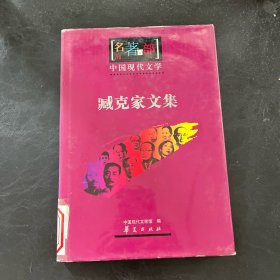 名著部
中国现代文学
臧克家文集
中国现代文学馆 编
华夏出版社